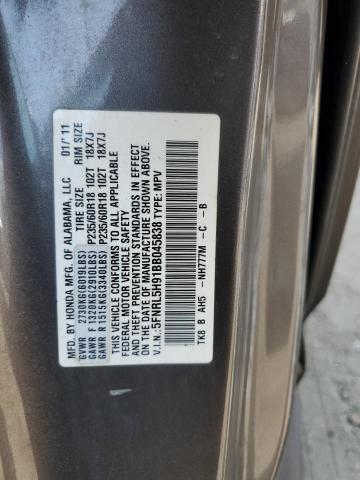 MFD. BY HONDA MFG. OF ALABAMA, LLC 01/'11
TIRE SIZE RIM SIZE
GVWR 2730KG(6019LBS)
GAWR F 1320KG(2910LBS) P235/60R18 102T 18X7J
GAWR R 1515KG(3340LBS) P235/60R18 102T 18X7J
THIS VEHICLE CONFORMS TO ALL APPLICABLE
FEDERAL MOTOR VEHICLE SAFETY
AND THEFT PREVENTION STANDARDS IN EFFECT
ON THE DATE OF MANUFACTURE SHOWN ABOVE.
V.I.N.:5FNRL5H91BB045838 TYPE: MPV
TK8 B AH5 -NH777M -C -B